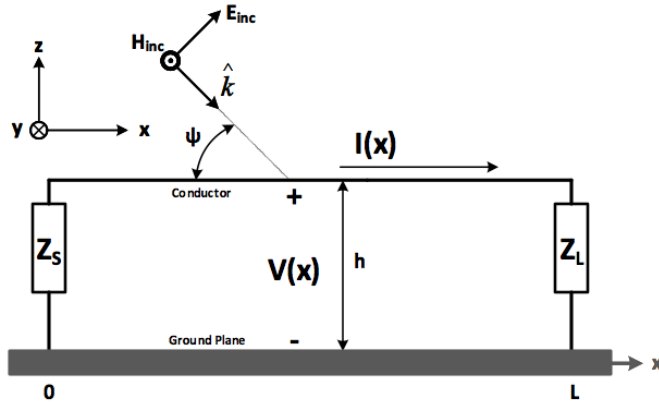 E_inc
H_inc
z
k̂
y
x
ψ
I(x)
Conductor
+
Z_S
V(x)
h
Z_L
Ground Plane
-
x
0
L